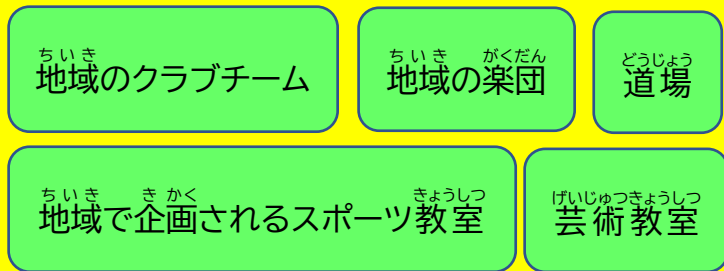 地域のクラブチーム
地域の楽団
道場
地域で企画されるスポーツ教室
芸術教室